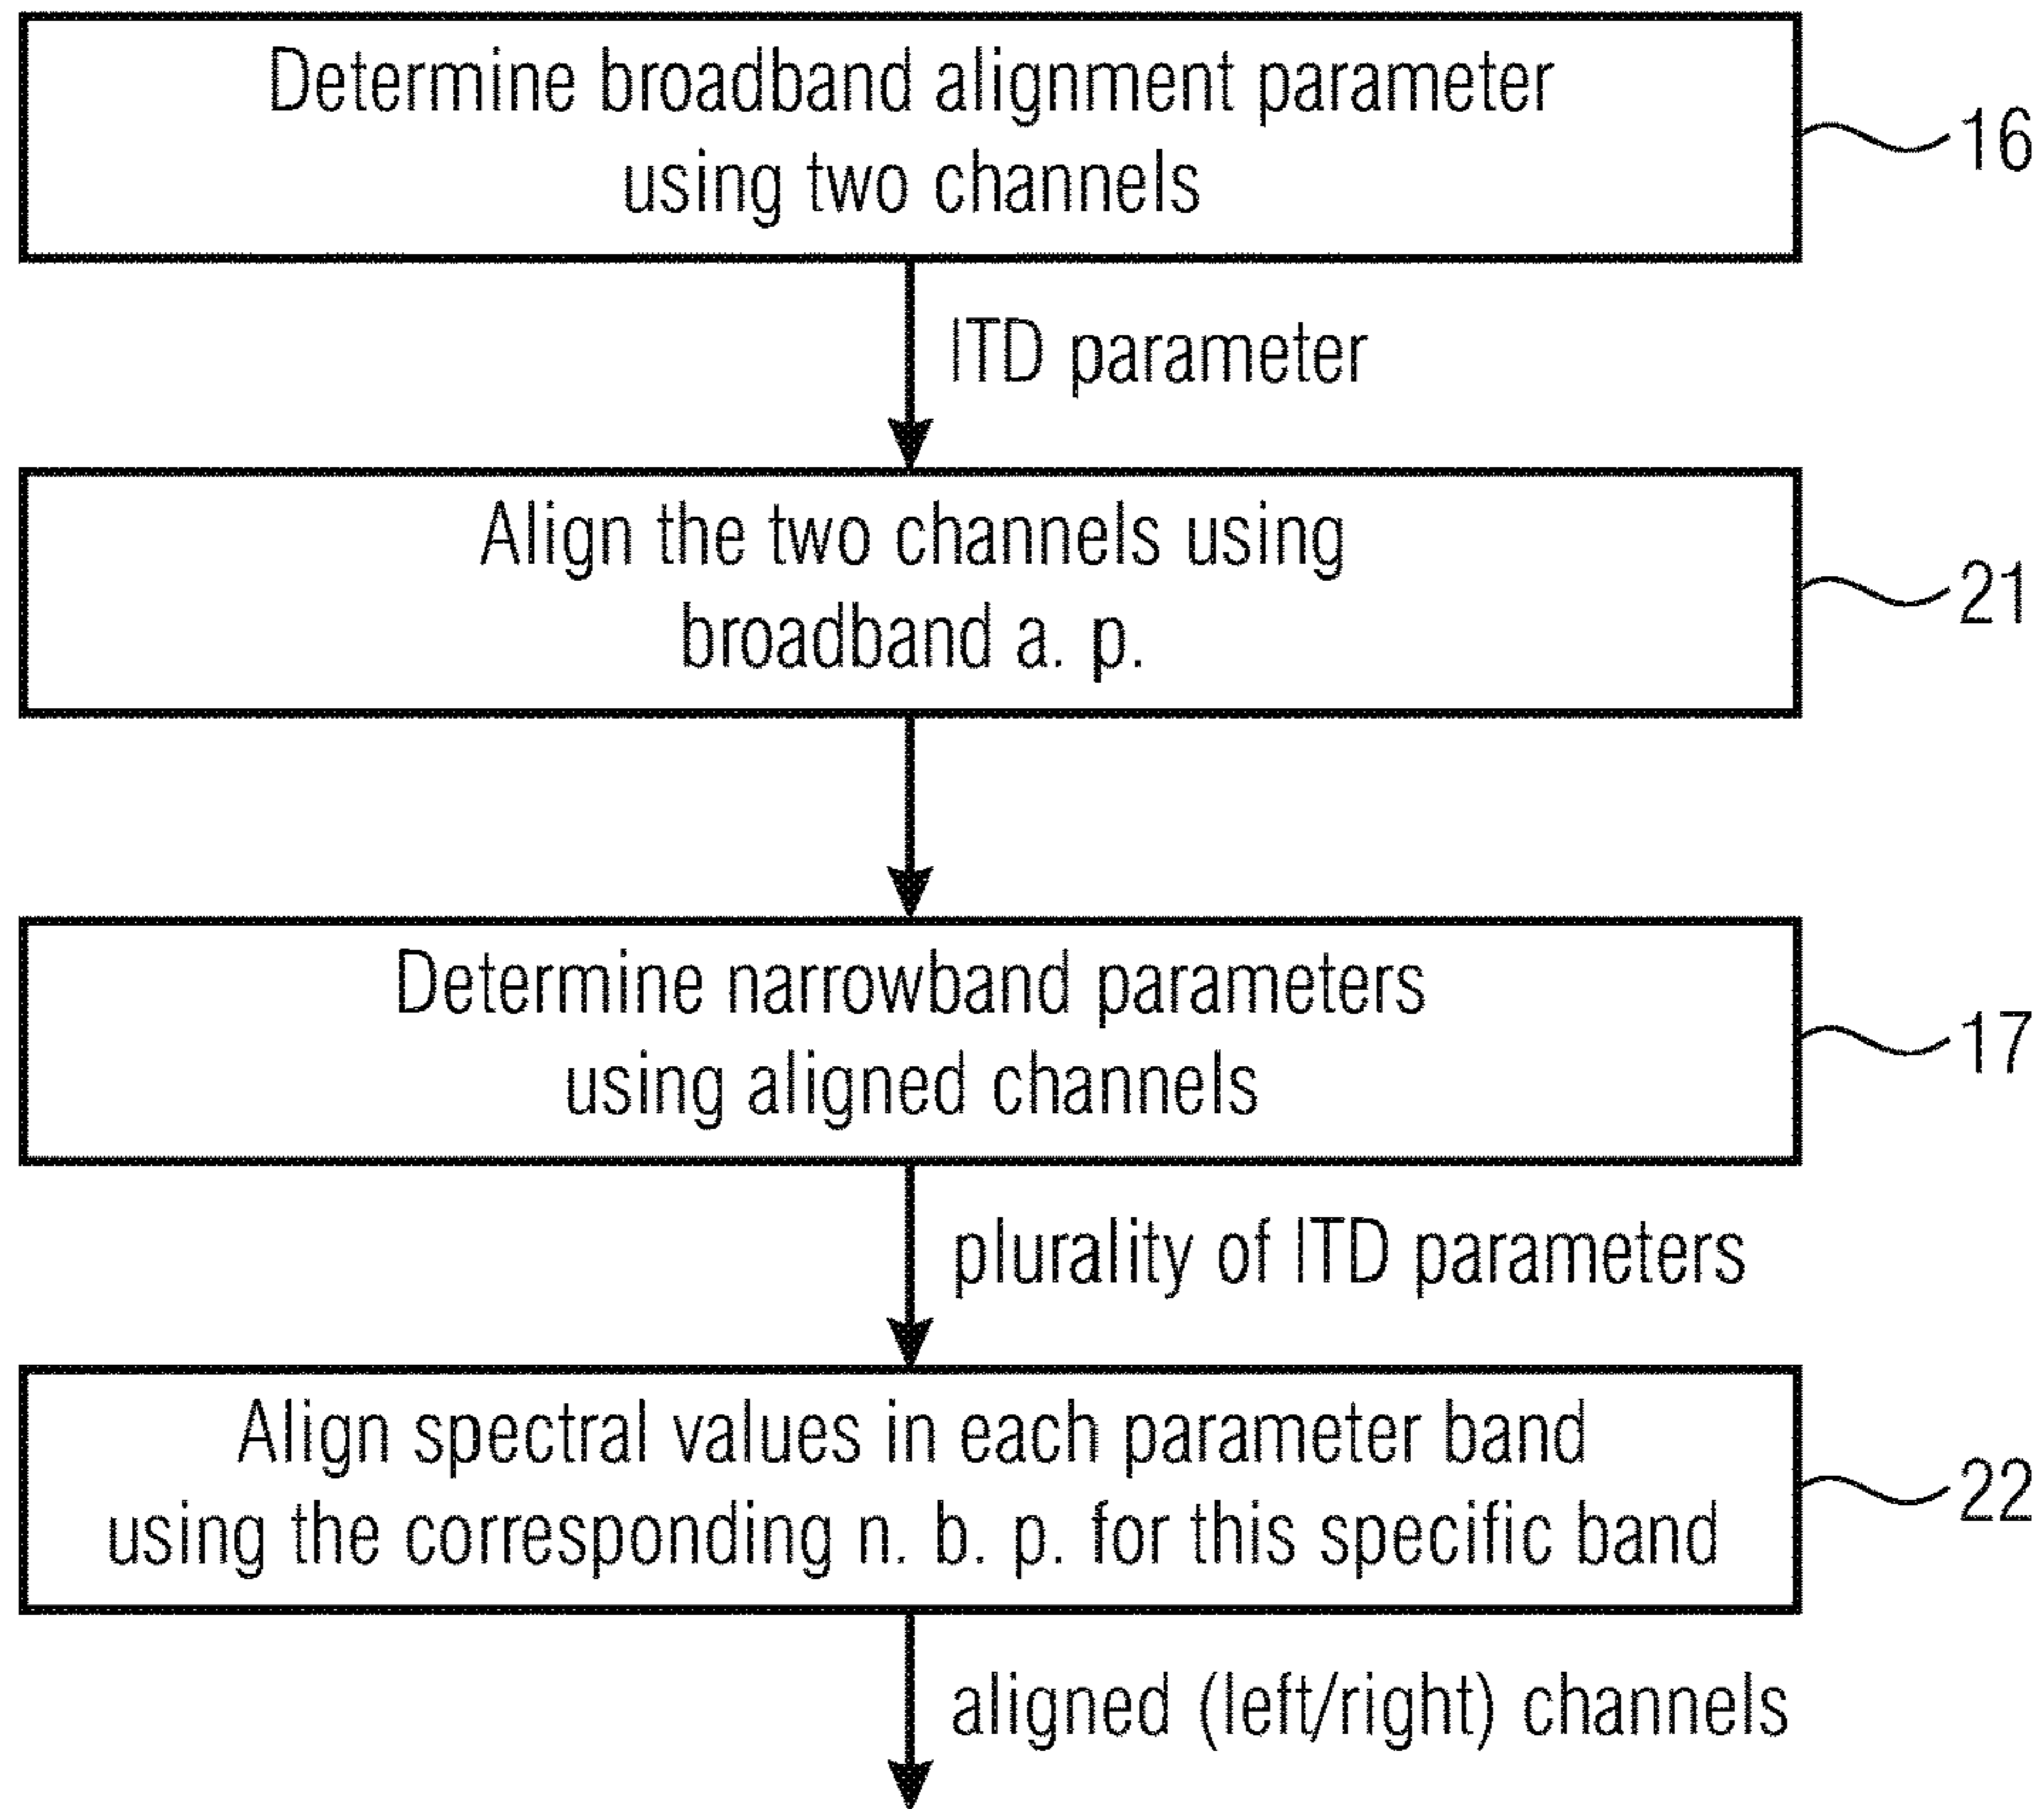 Determine broadband alignment parameter
using two channels
16
ITD parameter
Align the two channels using
broadband a. p.
21
Determine narrowband parameters
using aligned channels
17
plurality of ITD parameters
Align spectral values in each parameter band
using the corresponding n. b. p. for this specific band
22
aligned (left/right) channels